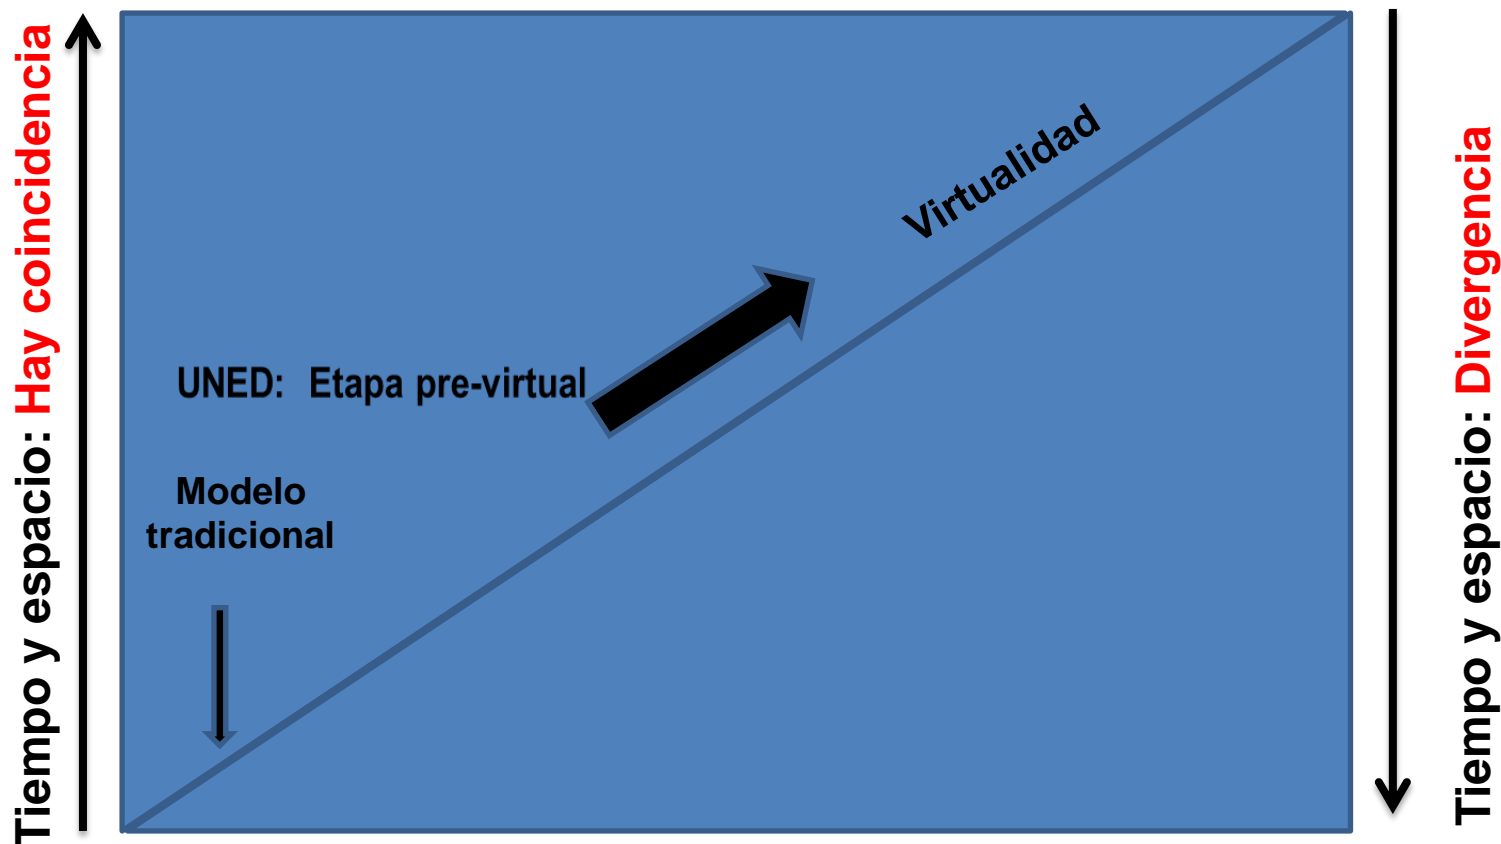 Tiempo y espacio: Hay coincidencia
Virtualidad
UNED: Etapa pre-virtual
Modelo
tradicional
Tiempo y espacio: Divergencia